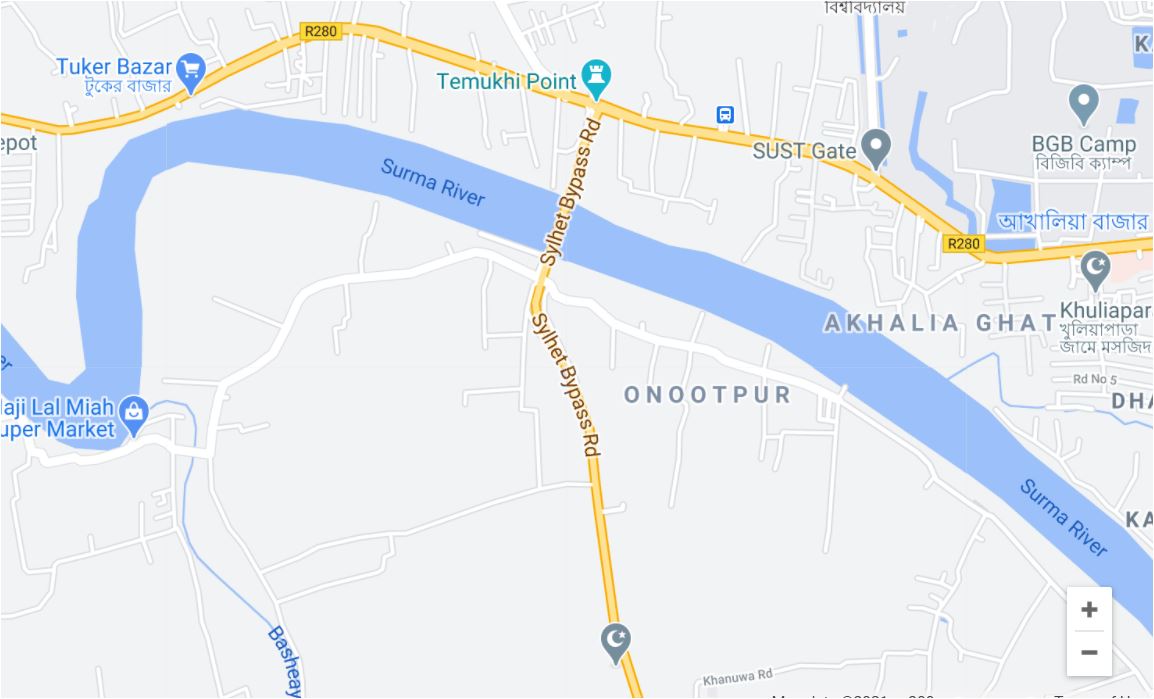 বিশ্ববিদ্যালয়
R280
Tuker Bazar
টুকের বাজার
Temukhi Point
SUST Gate
BGB Camp
বিজিবি ক্যাম্প
epot
Surma River
Sylhet Bypass Rd
আখালিয়া বাজার
R280
Khuliapar
খুলিয়াপাড়া
জামে মসজিদ
AKHALIA GHAT
Sylhet Bypass Rd
er
Rd No 5
ONOOTPUR
DHA
Haji Lal Miah
uper Market
Surma River
KA
Basheay
Khanuwa Rd
+
−